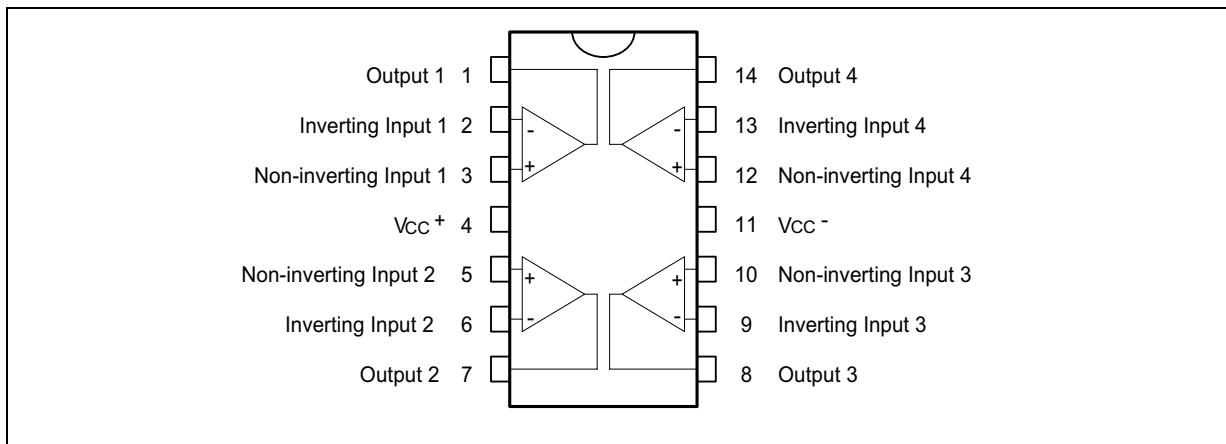 Output 1 1 14 Output 4
Inverting Input 1 2 - - 13 Inverting Input 4
Non-inverting Input 1 3 + + 12 Non-inverting Input 4
VCC + 4 11 VCC -
Non-inverting Input 2 5 + + 10 Non-inverting Input 3
Inverting Input 2 6 - - 9 Inverting Input 3
Output 2 7 8 Output 3